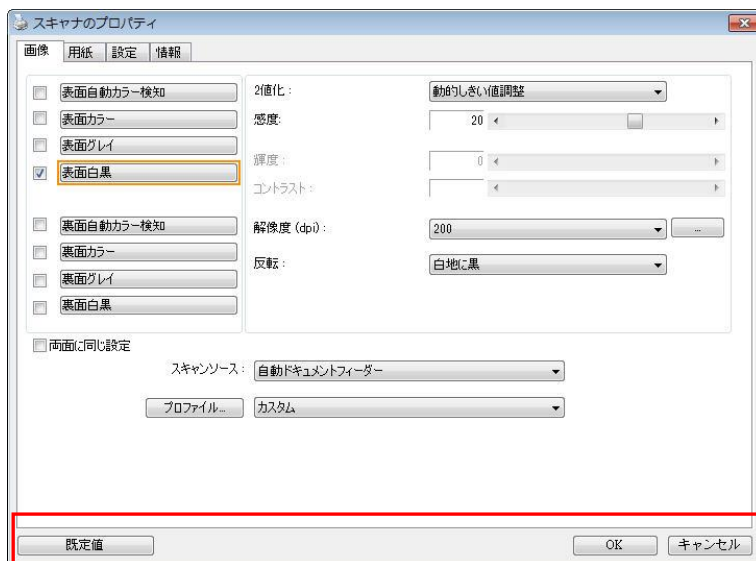 スキャナのプロパティ
画像 用紙 設定 情報
表面自動カラー検知 2値化： 動的しきい値調整
表面カラー 感度: 20
表面グレイ 輝度： 0
表面白黒
コントラスト：
裏面自動カラー検知 解像度 (dpi)： 200 ...
裏面カラー 反転： 白地に黒
裏面グレイ
裏面白黒
両面に同じ設定
スキャンソース： 自動ドキュメントフィーダー
プロファイル... カスタム
既定値 OK キャンセル